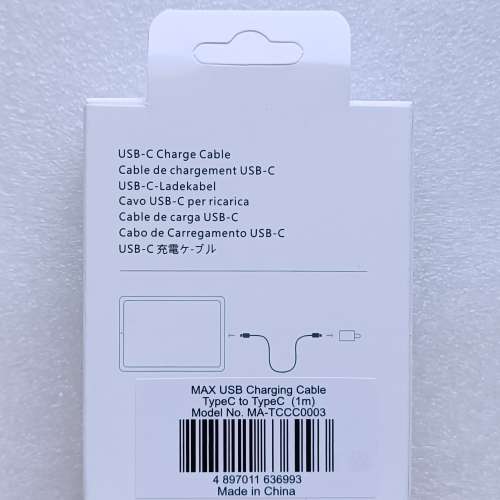 USB-C Charge Cable
Cable de chargement USB-C
USB-C-Ladekabel
Cavo USB-C per ricarica
Cable de carga USB-C
Cabo de Carregamento USB-C
USB-C 充電ケ-ブル
MAX USB Charging Cable
TypeC to TypeC (1m)
Model No. MA-TCCC0003
4 897011 636993
Made in China